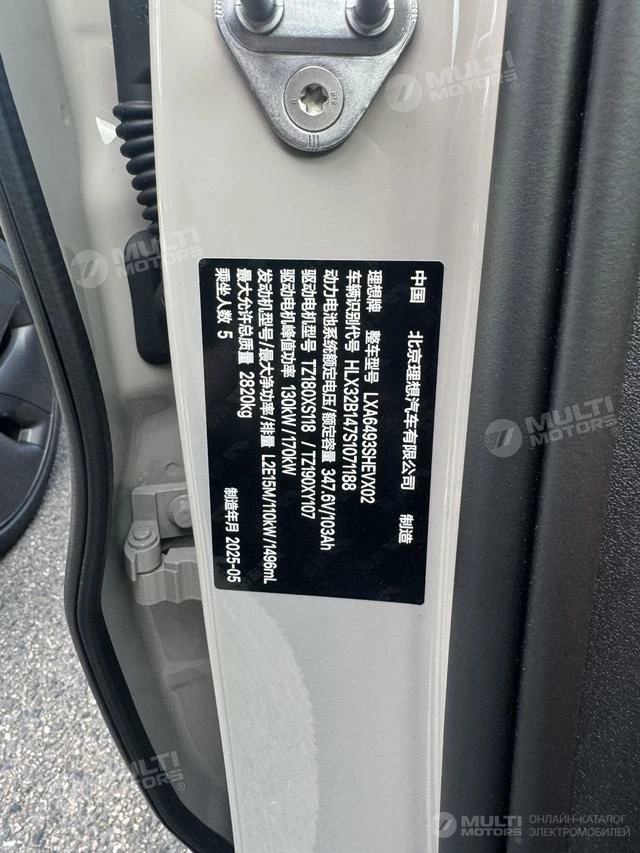 中国 北京理想汽车有限公司 制造
理想牌 整车型号 LXA6493SHEVX02
车辆识别代号 HLX32B147S1071188
动力电池系统额定电压/额定容量 347.6V/103Ah
驱动电机型号 TZ180XS118 /TZ190XY107
驱动电机峰值功率 130kW/170kW
发动机型号/最大净功率/排量 L2E15M/110kW/1496mL
最大允许总质量 2820kg
乘坐人数 5 制造年月 2025-05
MULTI
MOTORS®
MULTI
MOTORS®
MULTI
MOTORS®
MULTI
MOTORS®
MULTI
MOTORS®
ОНЛАЙН-КАТАЛОГ
ЭЛЕКТРОМОБИЛЕЙ